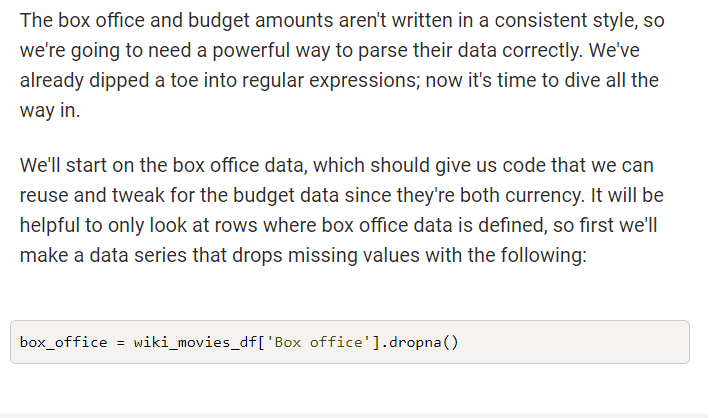 The box office and budget amounts aren't written in a consistent style, so
we're going to need a powerful way to parse their data correctly. We've
already dipped a toe into regular expressions; now it's time to dive all the
way in.
We'll start on the box office data, which should give us code that we can
reuse and tweak for the budget data since they're both currency. It will be
helpful to only look at rows where box office data is defined, so first we'll
make a data series that drops missing values with the following:
box_office = wiki_movies_df['Box office'].dropna()